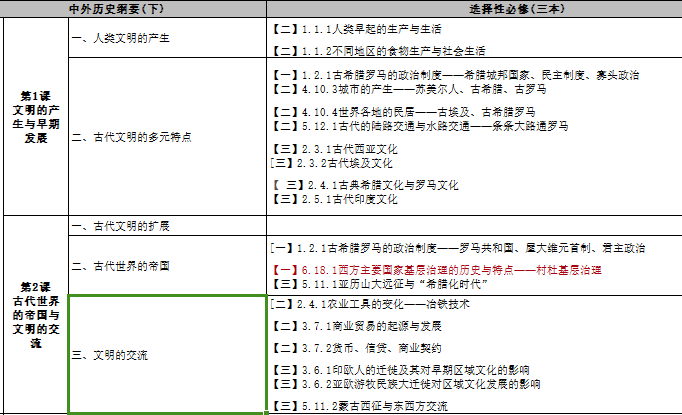 中外历史纲要(下)
选择性必修(三本)
第1课
文明的产
生与早期
发展
一、人类文明的产生
【二】1.1.1人类早起的生产与生活
【二】1.1.2不同地区的食物生产与社会生活
二、古代文明的多元特点
【一】1.2.1古希腊罗马的政治制度——希腊城邦国家、民主制度、寡头政治
【二】4.10.3城市的产生——苏美尔人、古希腊、古罗马
【二】4.10.4世界各地的民居——古埃及、古希腊罗马
【二】5.12.1古代的陆路交通与水路交通——条条大路通罗马
【三】2.3.1古代西亚文化
[三】2.3.2古代埃及文化
【 三】2.4.1古典希腊文化与罗马文化
【三】2.5.1古代印度文化
第2课
古代世界
的帝国与
文明的交
流
一、古代文明的扩展
二、古代世界的帝国
[一】1.2.1古希腊罗马的政治制度——罗马共和国、屋大维元首制、君主政治
【一】6.18.1西方主要国家基层治理的历史与特点——村社基层治理
【三】5.11.1亚历山大远征与“希腊化时代”
三、文明的交流
[二】2.4.1农业工具的变化——冶铁技术
【二】3.7.1商业贸易的起源与发展
【二】3.7.2货币、信贷、商业契约
【三】3.6.1印欧人的迁徙及其对早期区域文化的影响
【三】3.6.2亚欧游牧民族大迁徙对区域文化发展的影响
【三】5.11.2蒙古西征与东西方交流